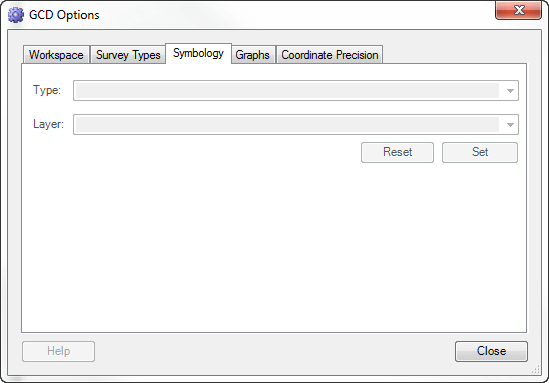 GCD Options
Workspace Survey Types Symbology Graphs Coordinate Precision
Type:
Layer:
Reset Set
Help Close